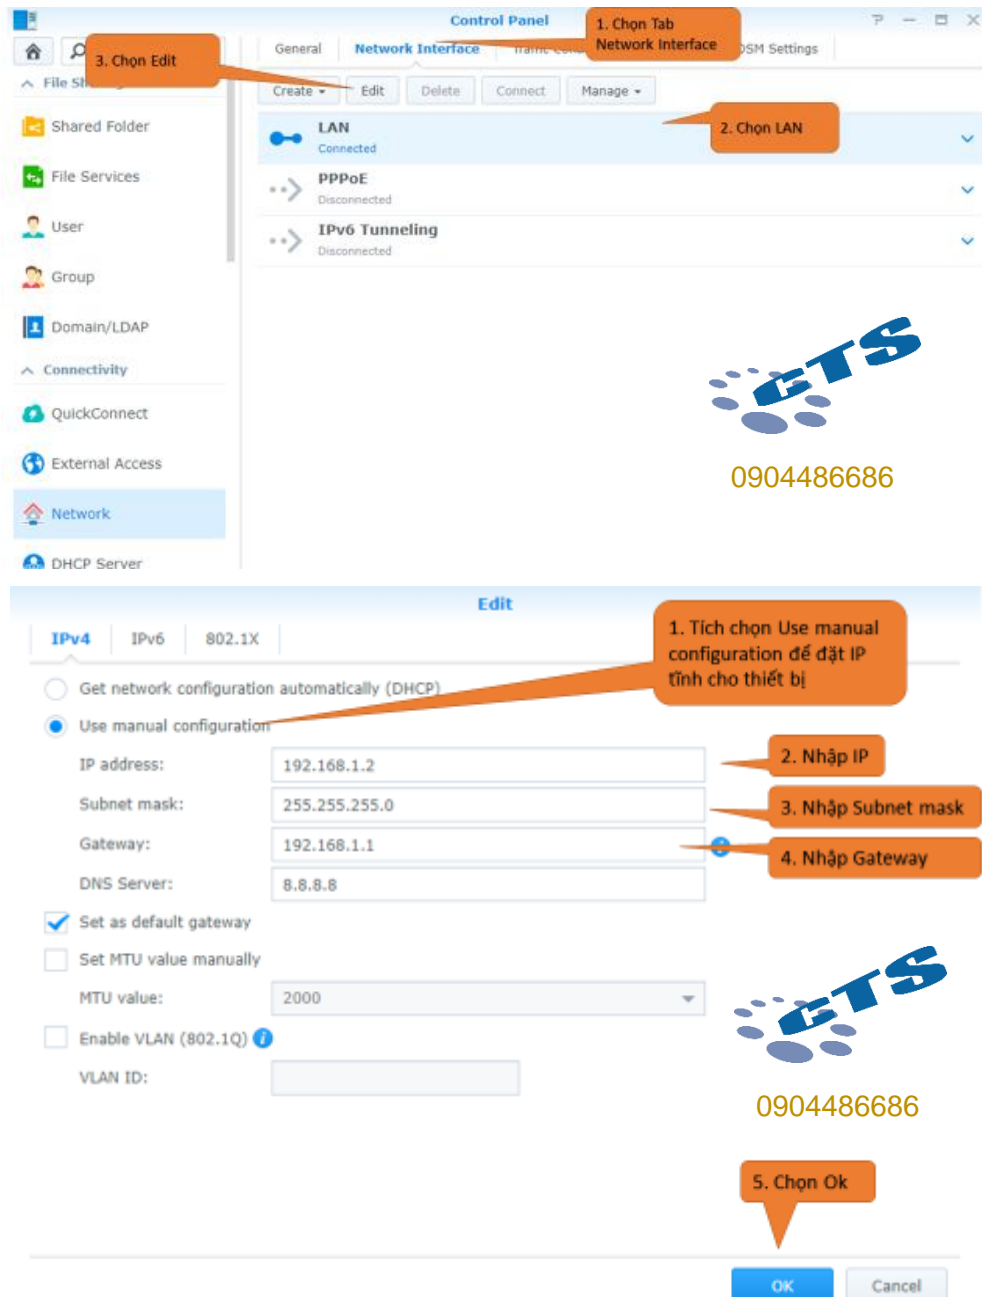 Control Panel
1. Chọn Tab
Network Interface
3. Chọn Edit
General
Network Interface
DSM Settings
File
Create
Edit
Delete
Connect
Manage
Shared Folder
LAN
Connected
2. Chọn LAN
File Services
PPPoE
Disconnected
User
IPv6 Tunneling
Disconnected
Group
Domain/LDAP
Connectivity
CTS
QuickConnect
External Access
0904486686
Network
DHCP Server
Edit
IPv4
IPv6
802.1X
1. Tích chọn Use manual
configuration để đặt IP
tĩnh cho thiết bị
Get network configuration automatically (DHCP)
Use manual configuration
IP address:
192.168.1.2
2. Nhập IP
Subnet mask:
255.255.255.0
3. Nhập Subnet mask
Gateway:
192.168.1.1
4. Nhập Gateway
DNS Server:
8.8.8.8
Set as default gateway
Set MTU value manually
MTU value:
2000
CTS
Enable VLAN (802.1Q)
VLAN ID:
0904486686
5. Chọn Ok
OK
Cancel